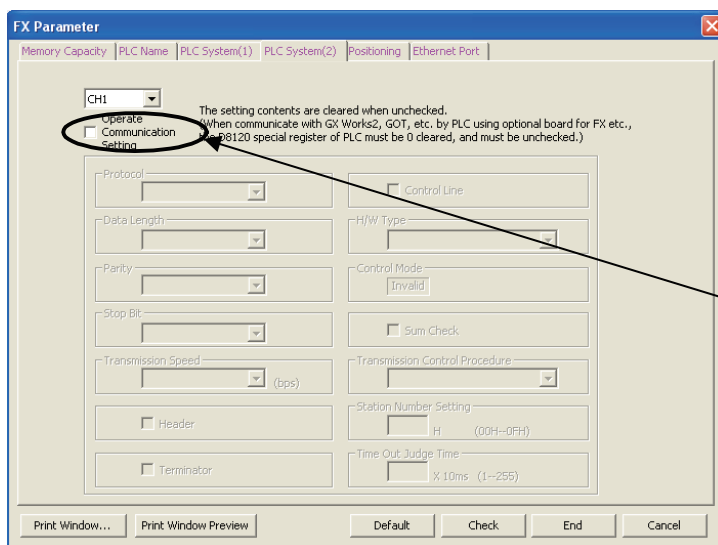 FX Parameter
Memory Capacity PLC Name PLC System(1) PLC System(2) Positioning Ethernet Port
CH1
Operate
Communication
Setting
The setting contents are cleared when unchecked.
(When communicate with GX Works2, GOT, etc. by PLC using optional board for FX etc.,
the D8120 special register of PLC must be 0 cleared, and must be unchecked.)
Protocol
Control Line
Data Length
H/W Type
Parity
Control Mode
Invalid
Stop Bit
Sum Check
Transmission Speed
(bps)
Transmission Control Procedure
Header
Station Number Setting
H (00H--0FH)
Terminator
Time Out Judge Time
X 10ms (1--255)
Print Window... Print Window Preview Default Check End Cancel